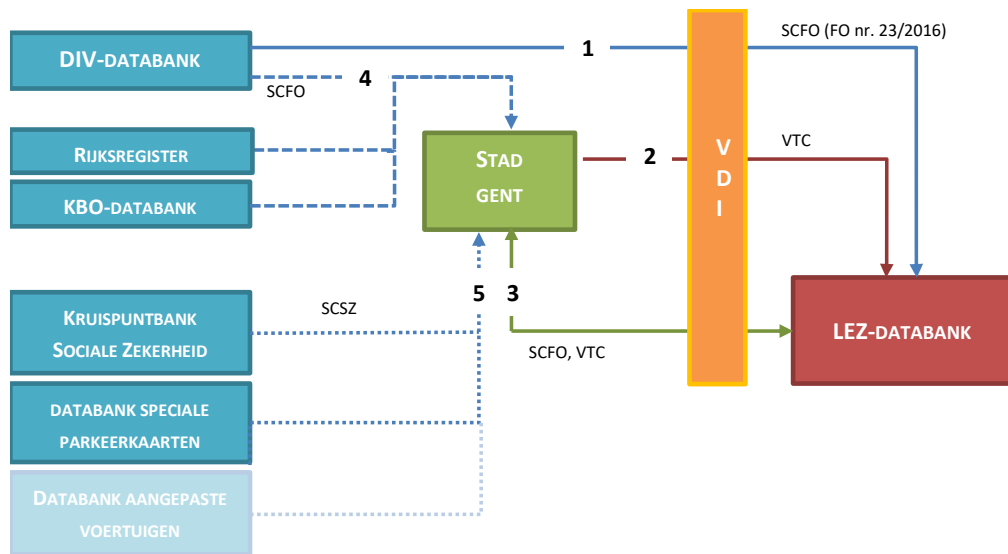 SCFO (FO nr. 23/2016)
1
DIV-DATABANK
4
SCFO
RIJKSREGISTER
KBO-DATABANK
STAD
GENT
2
V
D
I
VTC
5
3
KRUISPUNTBANK
SOCIALE ZEKERHEID
SCSZ
SCFO, VTC
LEZ-DATABANK
DATABANK SPECIALE
PARKEERKAARTEN
DATABANK AANGEPASTE
VOERTUIGEN